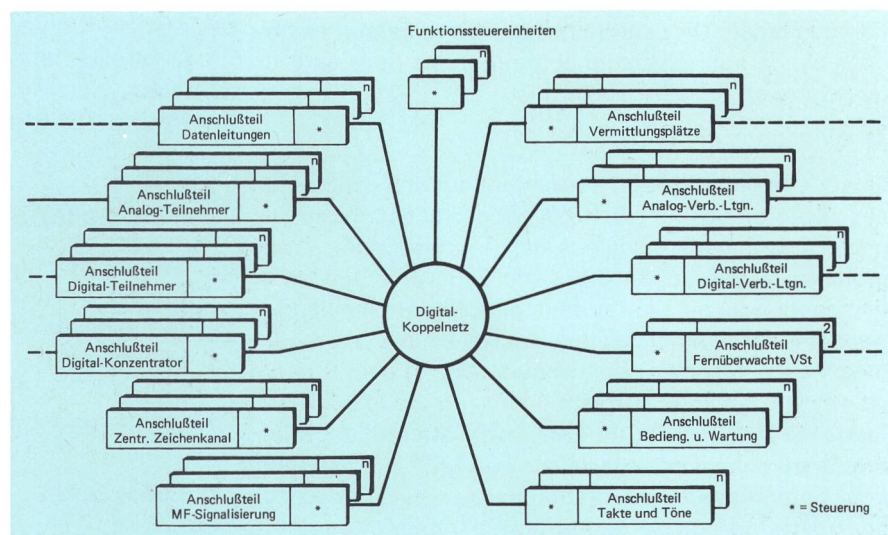 Funktionssteuereinheiten
n
*
n
Anschlußteil
Datenleitungen
*
n
*
Anschlußteil
Vermittlungsplätze
n
Anschlußteil
Analog-Teilnehmer
*
n
*
Anschlußteil
Analog-Verb.-Ltgn.
n
Anschlußteil
Digital-Teilnehmer
*
n
*
Anschlußteil
Digital-Verb.-Ltgn.
Digital-
Koppelnetz
n
Anschlußteil
Digital-Konzentrator
*
2
*
Anschlußteil
Fernüberwachte VSt
n
Anschlußteil
Zentr. Zeichenkanal
*
n
*
Anschlußteil
Bedieng. u. Wartung
n
Anschlußteil
MF-Signalisierung
*
n
*
Anschlußteil
Takte und Töne
* = Steuerung